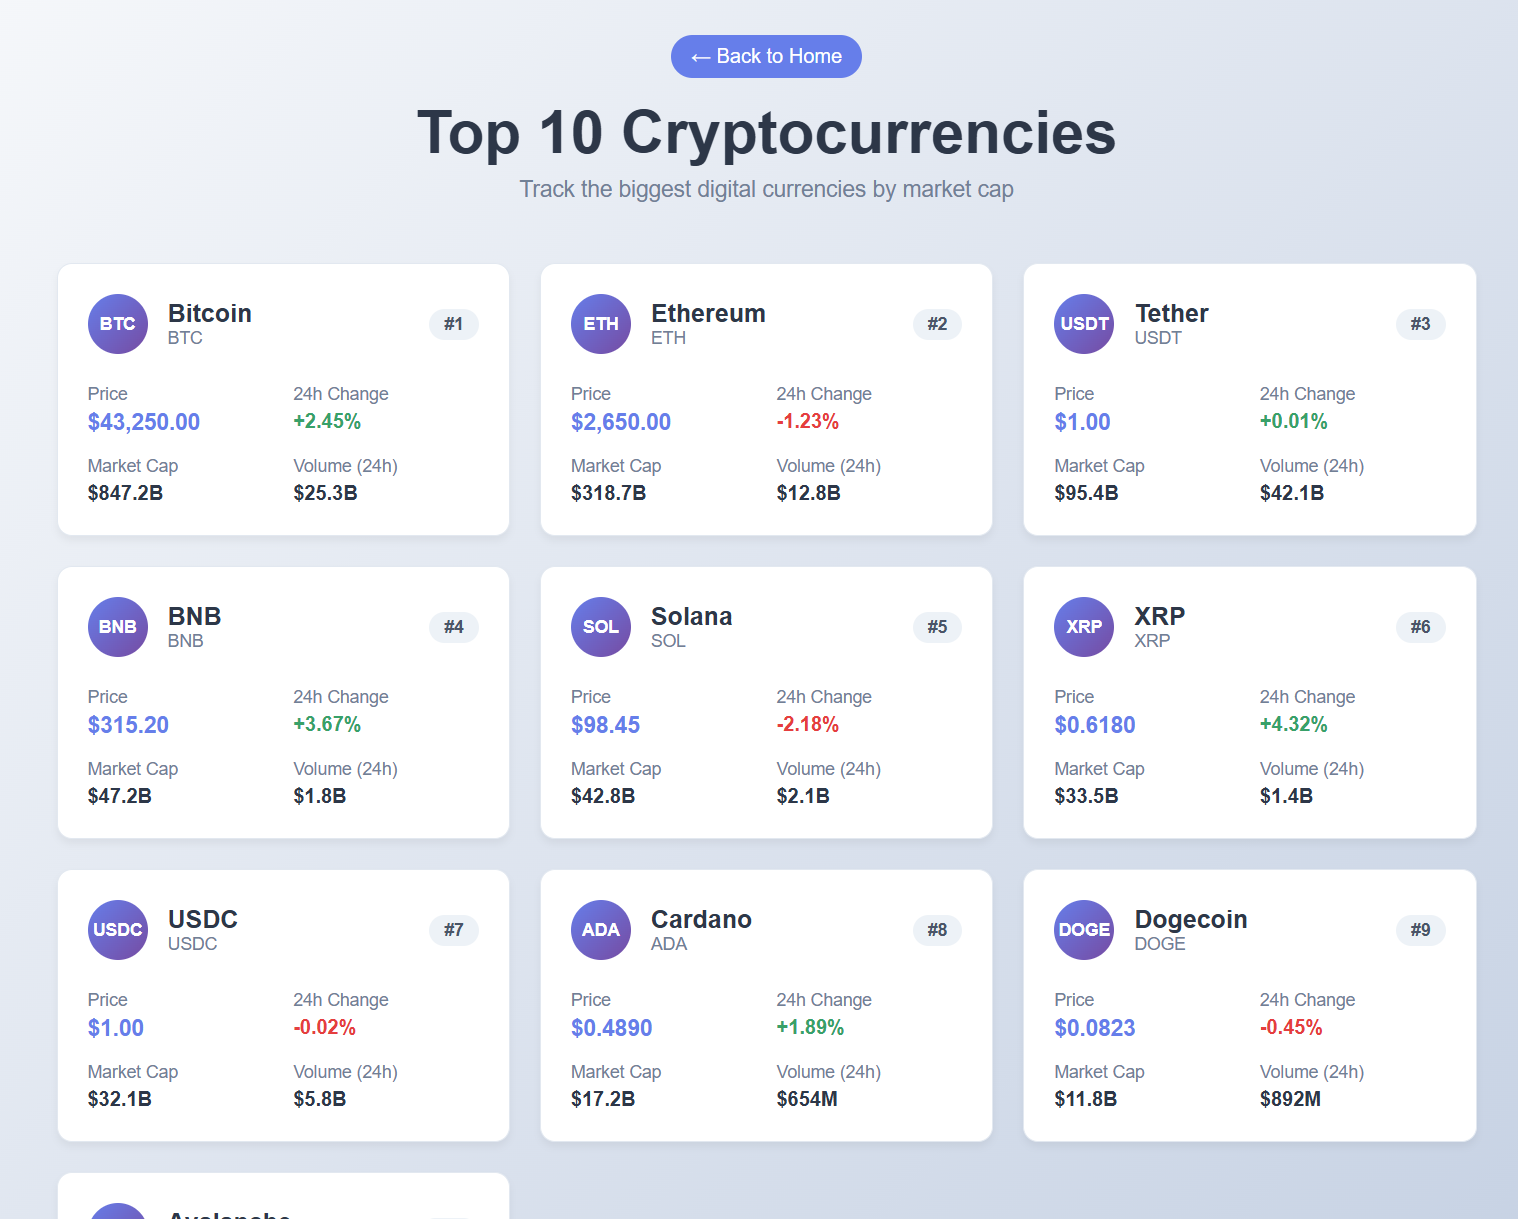 ← Back to Home
Top 10 Cryptocurrencies
Track the biggest digital currencies by market cap
BTC
Bitcoin
BTC
#1
Price
24h Change
$43,250.00
+2.45%
Market Cap
Volume (24h)
$847.2B
$25.3B
ETH
Ethereum
ETH
#2
Price
24h Change
$2,650.00
-1.23%
Market Cap
Volume (24h)
$318.7B
$12.8B
USDT
Tether
USDT
#3
Price
24h Change
$1.00
+0.01%
Market Cap
Volume (24h)
$95.4B
$42.1B
BNB
BNB
BNB
#4
Price
24h Change
$315.20
+3.67%
Market Cap
Volume (24h)
$47.2B
$1.8B
SOL
Solana
SOL
#5
Price
24h Change
$98.45
-2.18%
Market Cap
Volume (24h)
$42.8B
$2.1B
XRP
XRP
XRP
#6
Price
24h Change
$0.6180
+4.32%
Market Cap
Volume (24h)
$33.5B
$1.4B
USDC
USDC
USDC
#7
Price
24h Change
$1.00
-0.02%
Market Cap
Volume (24h)
$32.1B
$5.8B
ADA
Cardano
ADA
#8
Price
24h Change
$0.4890
+1.89%
Market Cap
Volume (24h)
$17.2B
$654M
DOGE
Dogecoin
DOGE
#9
Price
24h Change
$0.0823
-0.45%
Market Cap
Volume (24h)
$11.8B
$892M
Avalanche